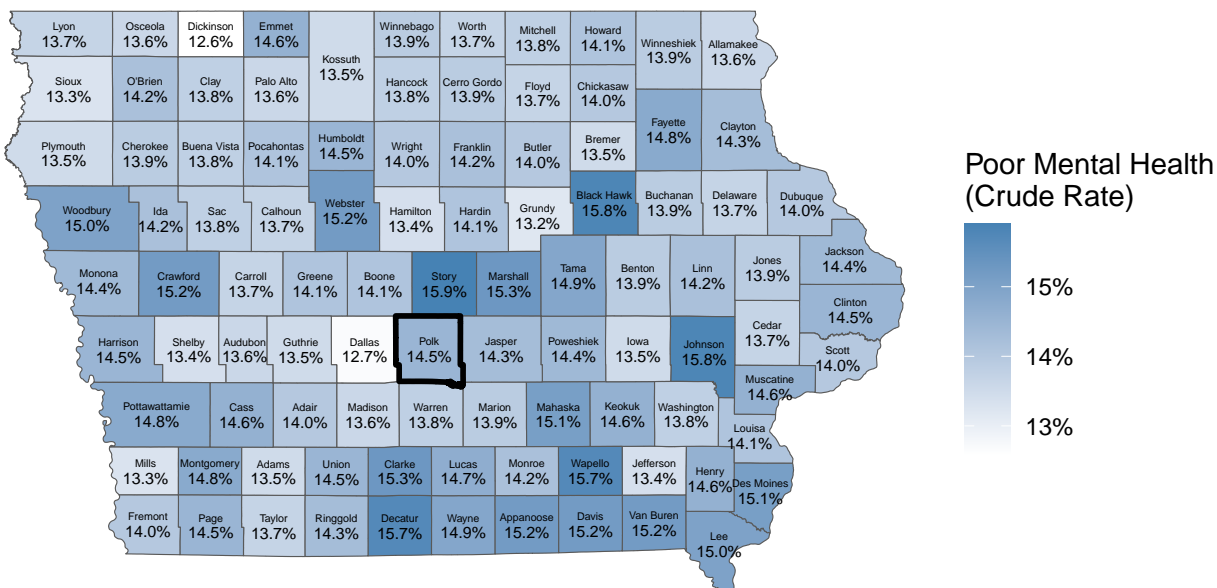 Lyon
13.7%
Osceola
13.6%
Dickinson
12.6%
Emmet
14.6%
Kossuth
13.5%
Winnebago
13.9%
Worth
13.7%
Mitchell
13.8%
Howard
14.1%
Winneshiek
13.9%
Allamakee
13.6%
Sioux
13.3%
O'Brien
14.2%
Clay
13.8%
Palo Alto
13.6%
Hancock
13.8%
Cerro Gordo
13.9%
Floyd
13.7%
Chickasaw
14.0%
Fayette
14.8%
Clayton
14.3%
Plymouth
13.5%
Cherokee
13.9%
Buena Vista
13.8%
Pocahontas
14.1%
Humboldt
14.5%
Wright
14.0%
Franklin
14.2%
Butler
14.0%
Bremer
13.5%
Woodbury
15.0%
Ida
14.2%
Sac
13.8%
Calhoun
13.7%
Webster
15.2%
Hamilton
13.4%
Hardin
14.1%
Grundy
13.2%
Black Hawk
15.8%
Buchanan
13.9%
Delaware
13.7%
Dubuque
14.0%
Monona
14.4%
Crawford
15.2%
Carroll
13.7%
Greene
14.1%
Boone
14.1%
Story
15.9%
Marshall
15.3%
Tama
14.9%
Benton
13.9%
Linn
14.2%
Jones
13.9%
Jackson
14.4%
Clinton
14.5%
Harrison
14.5%
Shelby
13.4%
Audubon
13.6%
Guthrie
13.5%
Dallas
12.7%
Polk
14.5%
Jasper
14.3%
Poweshiek
14.4%
Iowa
13.5%
Johnson
15.8%
Cedar
13.7%
Scott
14.0%
Muscatine
14.6%
Pottawattamie
14.8%
Cass
14.6%
Adair
14.0%
Madison
13.6%
Warren
13.8%
Marion
13.9%
Mahaska
15.1%
Keokuk
14.6%
Washington
13.8%
Louisa
14.1%
Mills
13.3%
Montgomery
14.8%
Adams
13.5%
Union
14.5%
Clarke
15.3%
Lucas
14.7%
Monroe
14.2%
Wapello
15.7%
Jefferson
13.4%
Henry
14.6%
Des Moines
15.1%
Fremont
14.0%
Page
14.5%
Taylor
13.7%
Ringgold
14.3%
Decatur
15.7%
Wayne
14.9%
Appanoose
15.2%
Davis
15.2%
Van Buren
15.2%
Lee
15.0%
Poor Mental Health
(Crude Rate)
15%
14%
13%